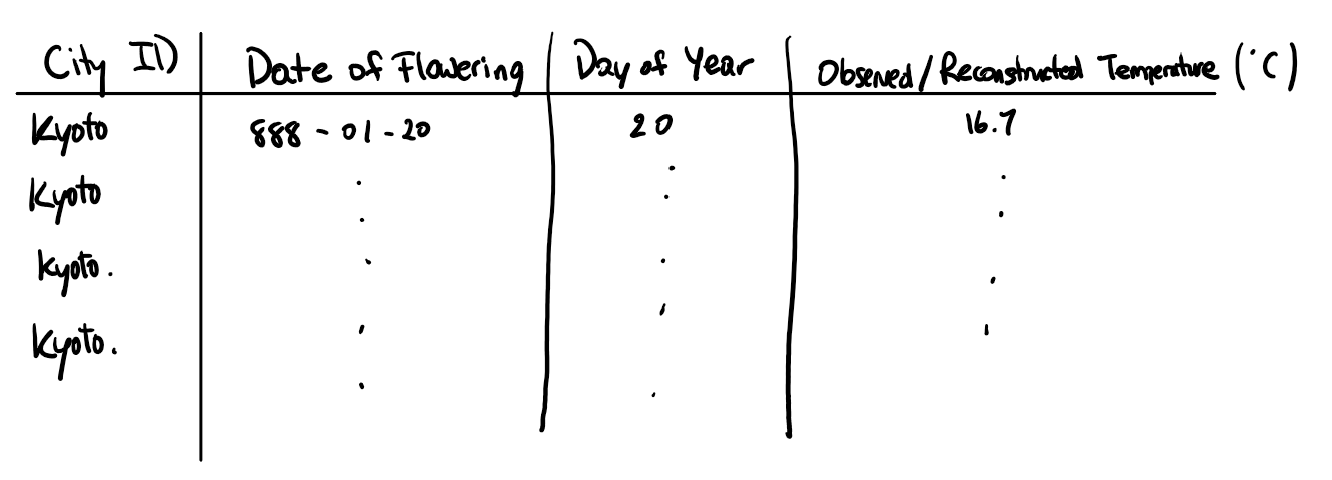 City ID Date of Flowering Day of Year Observed/Reconstructed Temperature (°C)
Kyoto 888-01-20 20 16.7
Kyoto
Kyoto.
Kyoto.